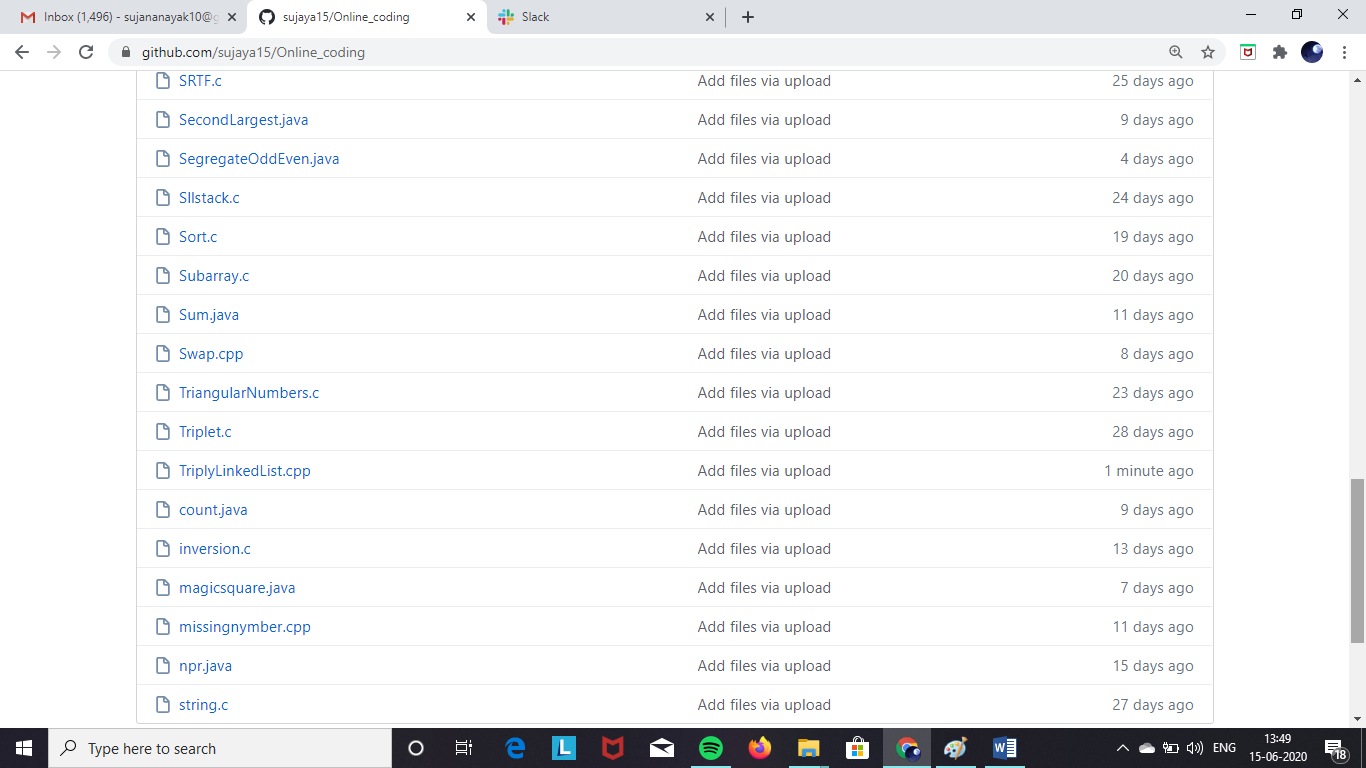 Inbox (1,496) - sujananayak10@g
sujaya15/Online_coding
Slack
github.com/sujaya15/Online_coding
SRTF.c Add files via upload 25 days ago
SecondLargest.java Add files via upload 9 days ago
SegregateOddEven.java Add files via upload 4 days ago
Sllstack.c Add files via upload 24 days ago
Sort.c Add files via upload 19 days ago
Subarray.c Add files via upload 20 days ago
Sum.java Add files via upload 11 days ago
Swap.cpp Add files via upload 8 days ago
TriangularNumbers.c Add files via upload 23 days ago
Triplet.c Add files via upload 28 days ago
TriplyLinkedList.cpp Add files via upload 1 minute ago
count.java Add files via upload 9 days ago
inversion.c Add files via upload 13 days ago
magicsquare.java Add files via upload 7 days ago
missingnymber.cpp Add files via upload 11 days ago
npr.java Add files via upload 15 days ago
string.c Add files via upload 27 days ago
Type here to search
L
ENG
13:49
15-06-2020
18